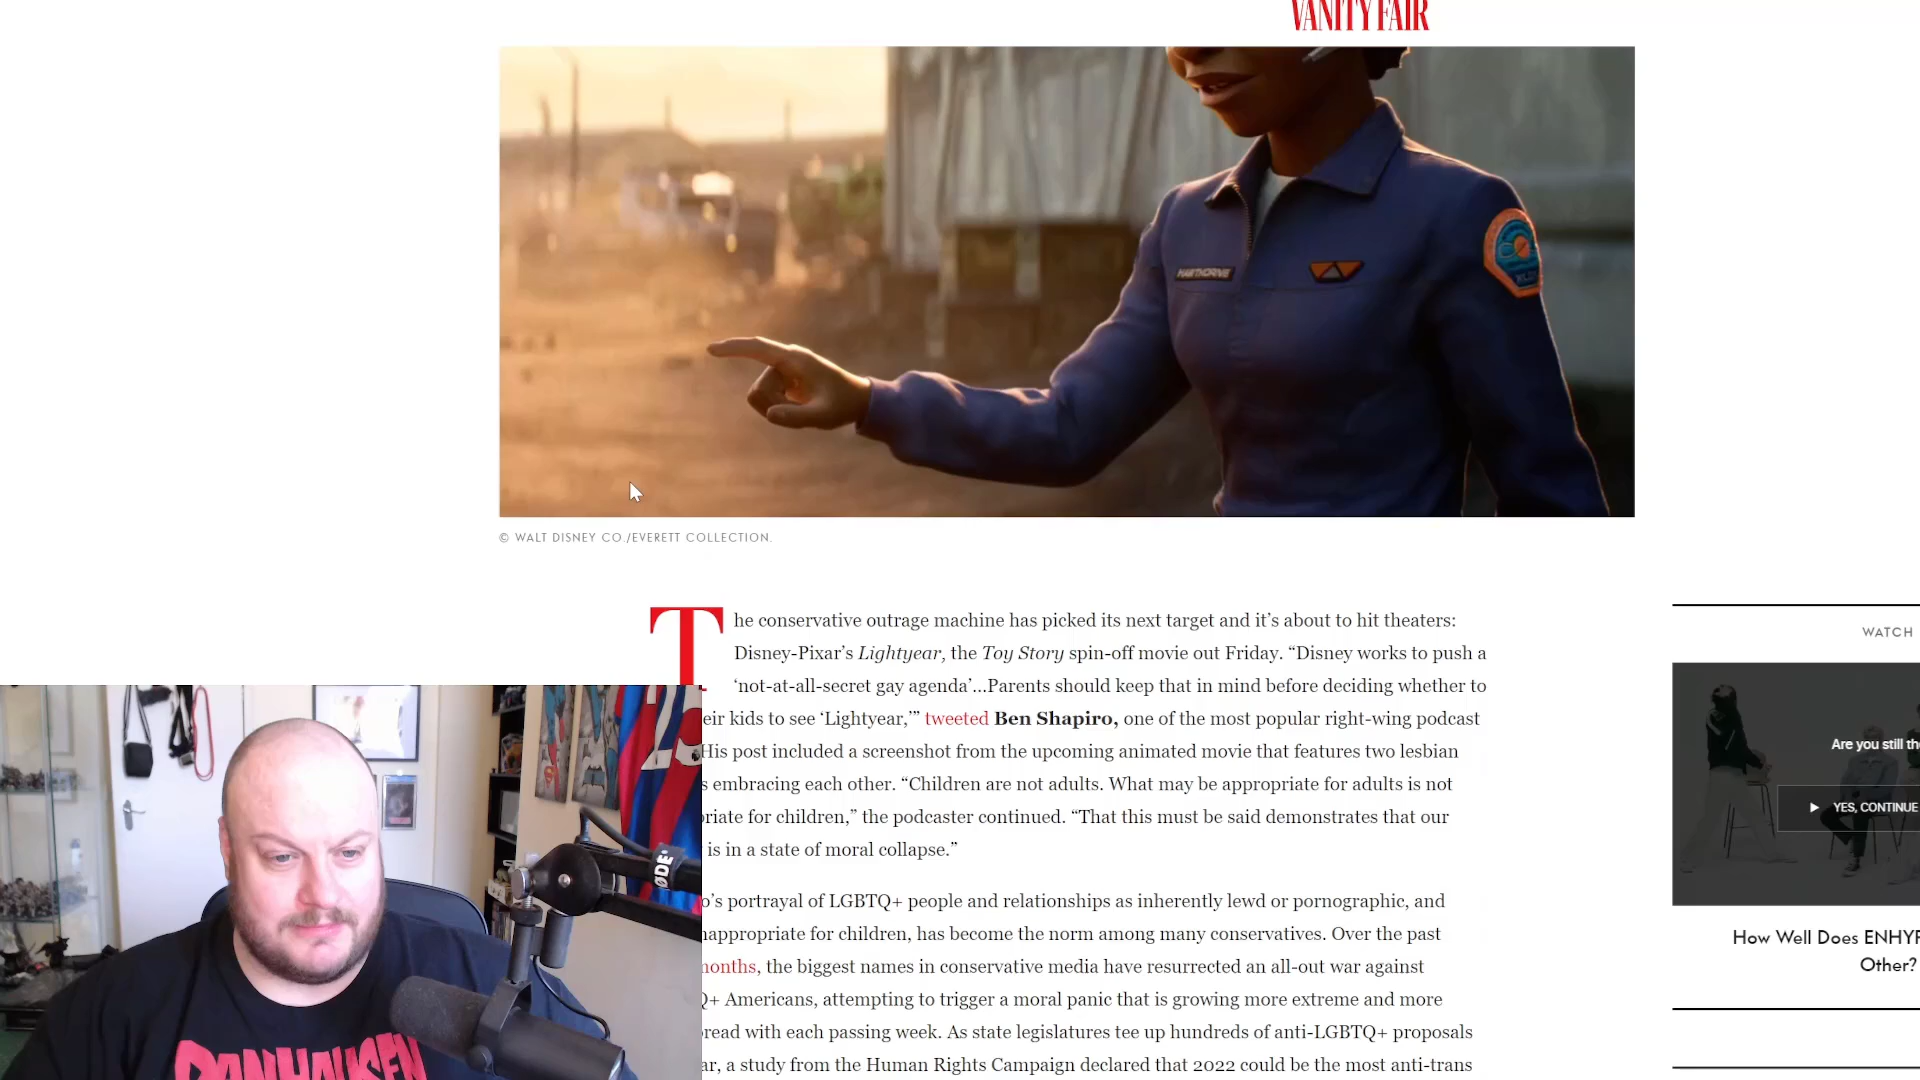 VANITY FAIR
HAWTHORNE
© WALT DISNEY CO./EVERETT COLLECTION.
The conservative outrage machine has picked its next target and it’s about to hit theaters:
Disney-Pixar’s Lightyear, the Toy Story spin-off movie out Friday. “Disney works to push a
‘not-at-all-secret gay agenda’...Parents should keep that in mind before deciding whether to
eir kids to see ‘Lightyear,’” tweeted Ben Shapiro, one of the most popular right-wing podcast
His post included a screenshot from the upcoming animated movie that features two lesbian
s embracing each other. “Children are not adults. What may be appropriate for adults is not
riate for children,” the podcaster continued. “That this must be said demonstrates that our
is in a state of moral collapse.”
o’s portrayal of LGBTQ+ people and relationships as inherently lewd or pornographic, and
nappropriate for children, has become the norm among many conservatives. Over the past
months, the biggest names in conservative media have resurrected an all-out war against
Q+ Americans, attempting to trigger a moral panic that is growing more extreme and more
read with each passing week. As state legislatures tee up hundreds of anti-LGBTQ+ proposals
ar, a study from the Human Rights Campaign declared that 2022 could be the most anti-trans
WATCH
Are you still th
YES, CONTINUE
How Well Does ENHYP
Other?
RØDE
DANHAUSEN